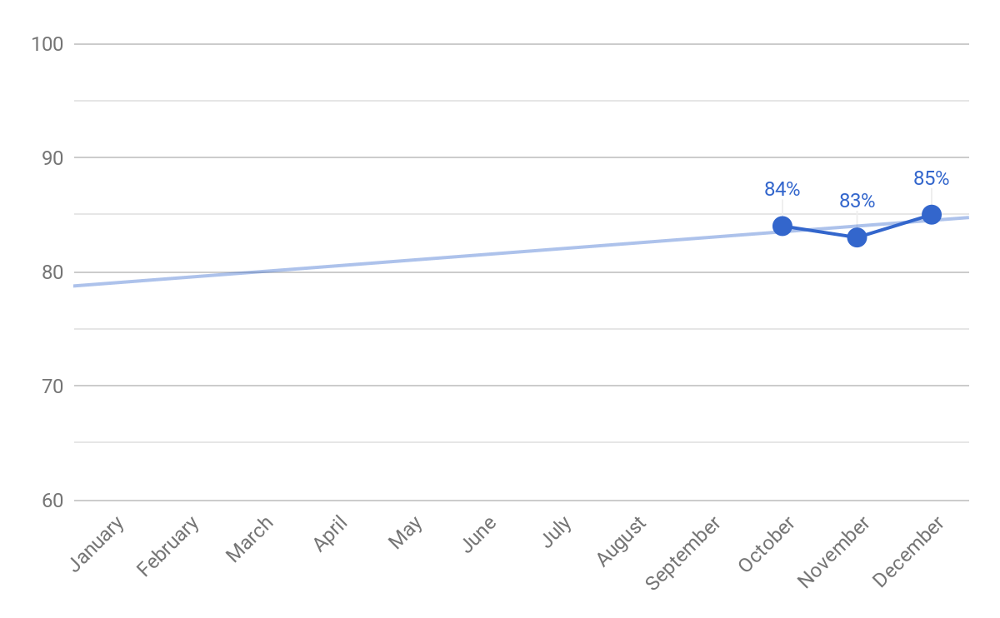 100
90
80
70
60
84%
83%
85%
January
February
March
April
May
June
July
August
September
October
November
December